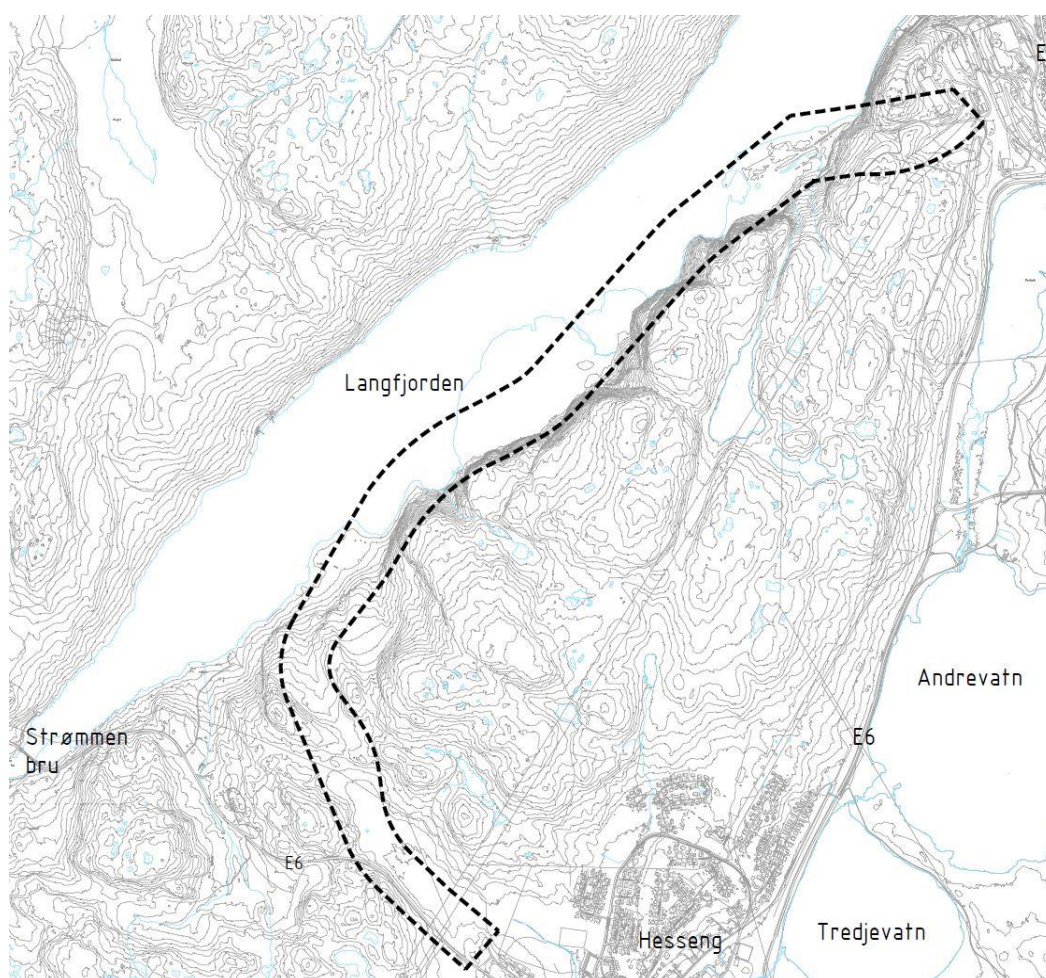 E
Langfjorden
Andrevatn
Strømmen
bru
E6
E6
Hesseng
Tredjevatn